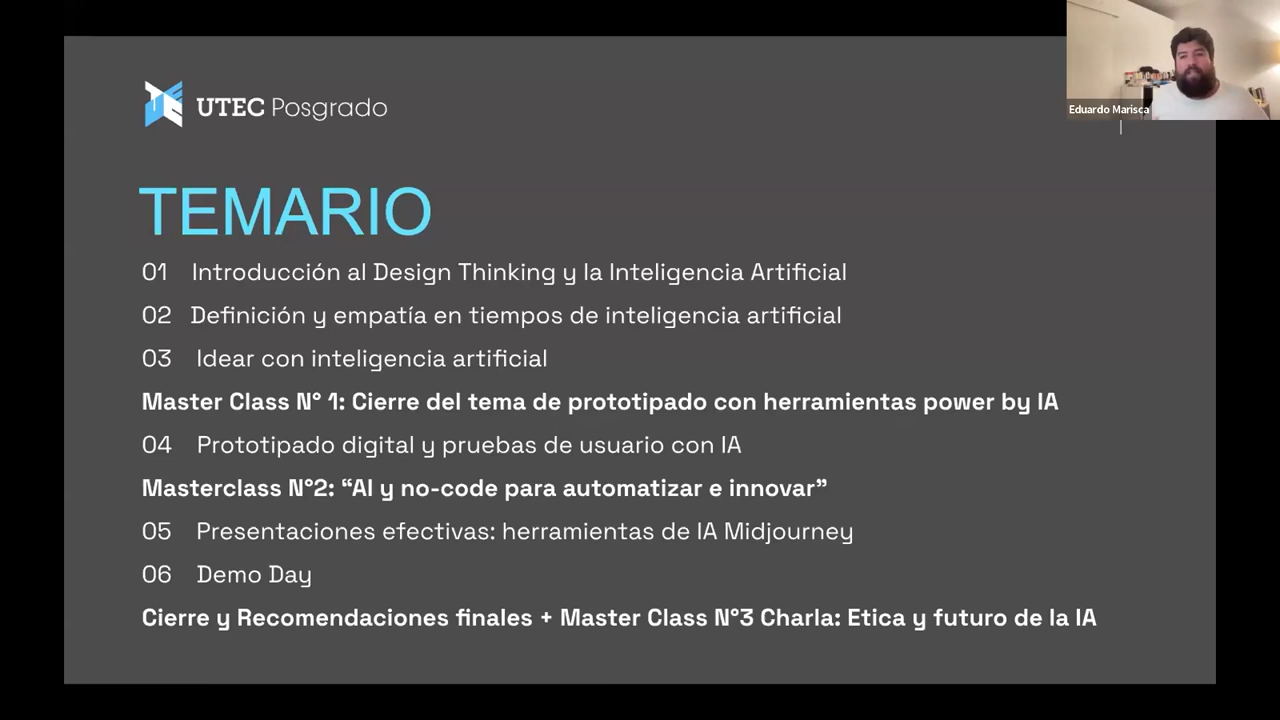 UTEC Posgrado
Eduardo Marisca
TEMARIO
01 Introducción al Design Thinking y la Inteligencia Artificial
02 Definición y empatía en tiempos de inteligencia artificial
03 Idear con inteligencia artificial
Master Class N° 1: Cierre del tema de prototipado con herramientas power by IA
04 Prototipado digital y pruebas de usuario con IA
Masterclass N°2: “AI y no-code para automatizar e innovar”
05 Presentaciones efectivas: herramientas de IA Midjourney
06 Demo Day
Cierre y Recomendaciones finales + Master Class N°3 Charla: Etica y futuro de la IA